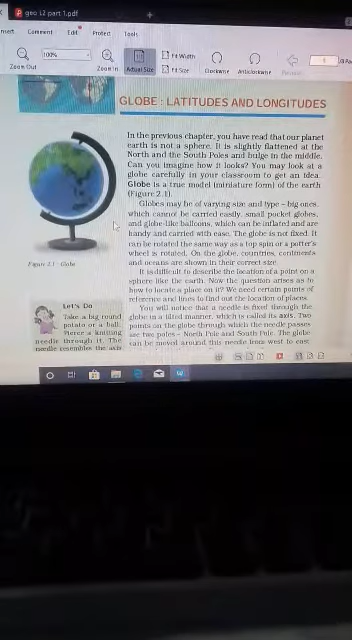 geo L2 part 1.pdf
Insert Comment Edit Protect Tools
100%
Fit Width
Zoom Out Zoom In Actual Size Fit Size Clockwise Anticlockwise
GLOBE : LATITUDES AND LONGITUDES
In the previous chapter, you have read that our planet
earth is not a sphere. It is slightly flattened at the
North and the South Poles and bulge in the middle.
Can you imagine how it looks? You may look at a
globe carefully in your classroom to get an idea.
Globe is a true model (miniature form) of the earth
(Figure 2.1).
Globes may be of varying size and type – big ones,
which cannot be carried easily, small pocket globes,
and globe-like balloons, which can be inflated and are
handy and carried with ease. The globe is not fixed. It
can be rotated the same way as a top spin or a potter's
wheel is rotated. On the globe, countries, continents
and oceans are shown in their correct size.
It is difficult to describe the location of a point on a
sphere like the earth. Now the question arises as to
how to locate a place on it? We need certain points of
reference and lines to find out the location of places.
You will notice that a needle is fixed through the
globe in a tilted manner, which is called its axis. Two
points on the globe through which the needle passes
are two poles – North Pole and South Pole. The globe
can be moved around this needle from west to east
Figure 2.1 : Globe
Let's Do
Take a big round
potato or a ball.
Pierce a knitting
needle through it. The
needle resembles the axis